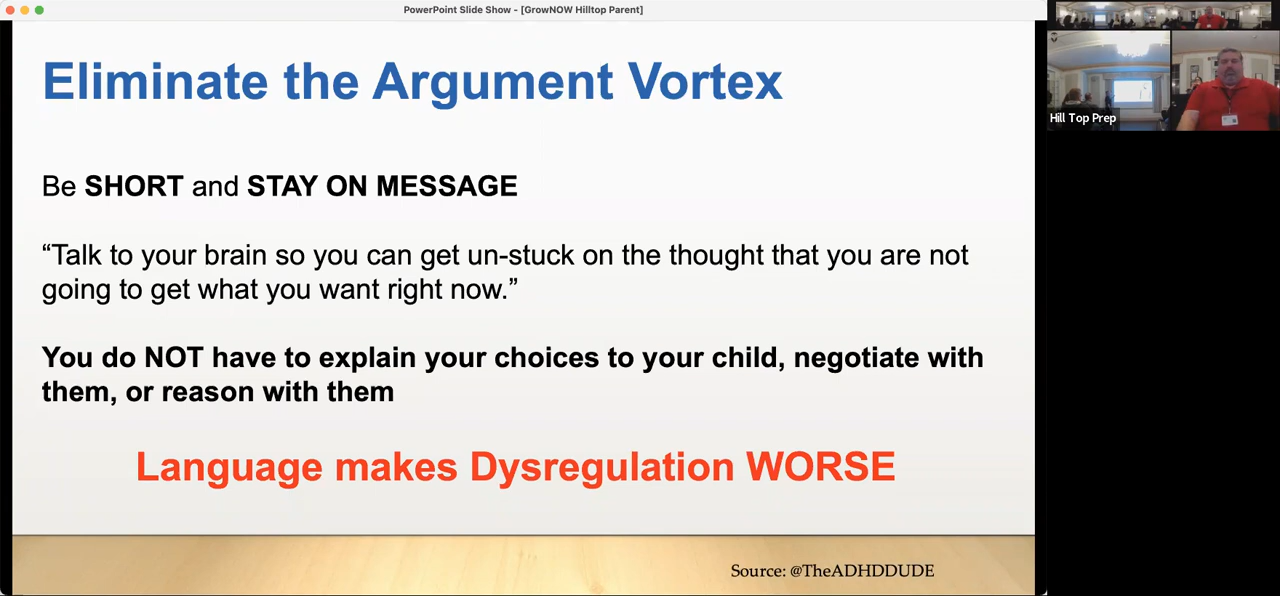 PowerPoint Slide Show - [GrowNOW Hilltop Parent]
Eliminate the Argument Vortex
Be SHORT and STAY ON MESSAGE
“Talk to your brain so you can get un-stuck on the thought that you are not
going to get what you want right now.”
You do NOT have to explain your choices to your child, negotiate with
them, or reason with them
Language makes Dysregulation WORSE
Source: @TheADHDDUDE
Hill Top Prep